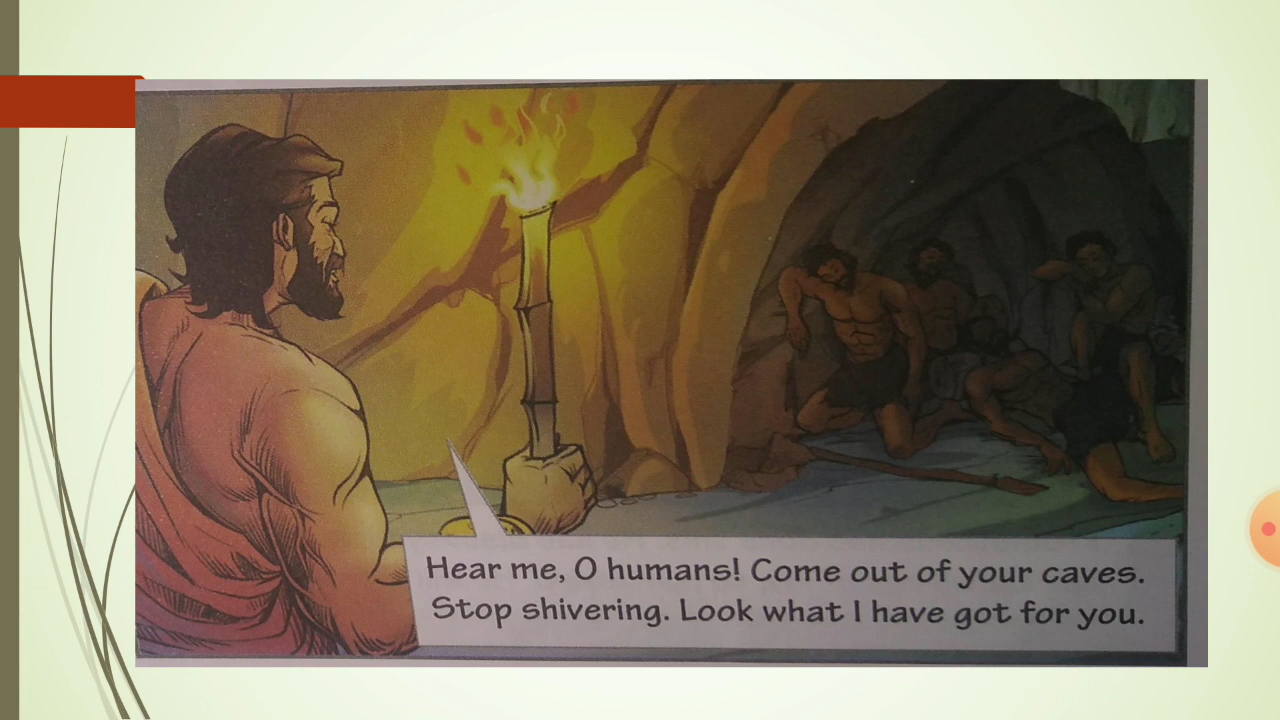 Hear me, O humans! Come out of your caves.
Stop shivering. Look what I have got for you.